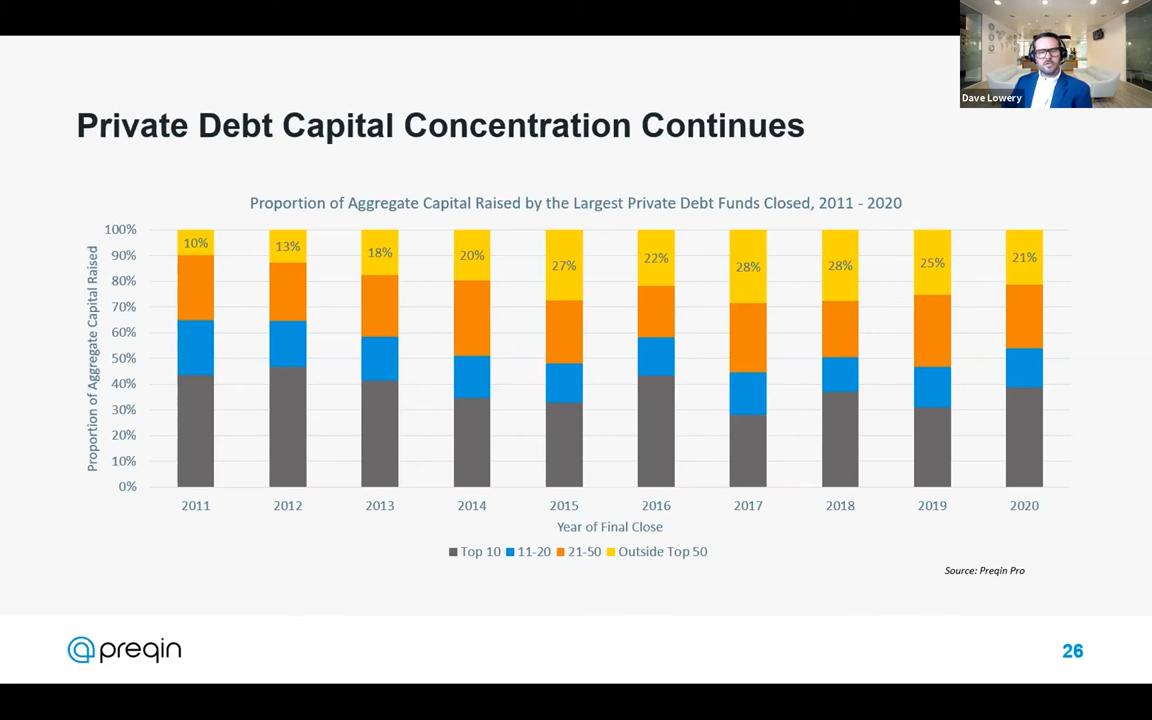 Dave Lowery
Private Debt Capital Concentration Continues
Proportion of Aggregate Capital Raised by the Largest Private Debt Funds Closed, 2011 - 2020
Proportion of Aggregate Capital Raised
100%
90%
80%
70%
60%
50%
40%
30%
20%
10%
0%
10%
13%
18%
20%
27%
22%
28%
28%
25%
21%
2011 2012 2013 2014 2015 2016 2017 2018 2019 2020
Year of Final Close
Top 10 11-20 21-50 Outside Top 50
Source: Preqin Pro
preqin
26